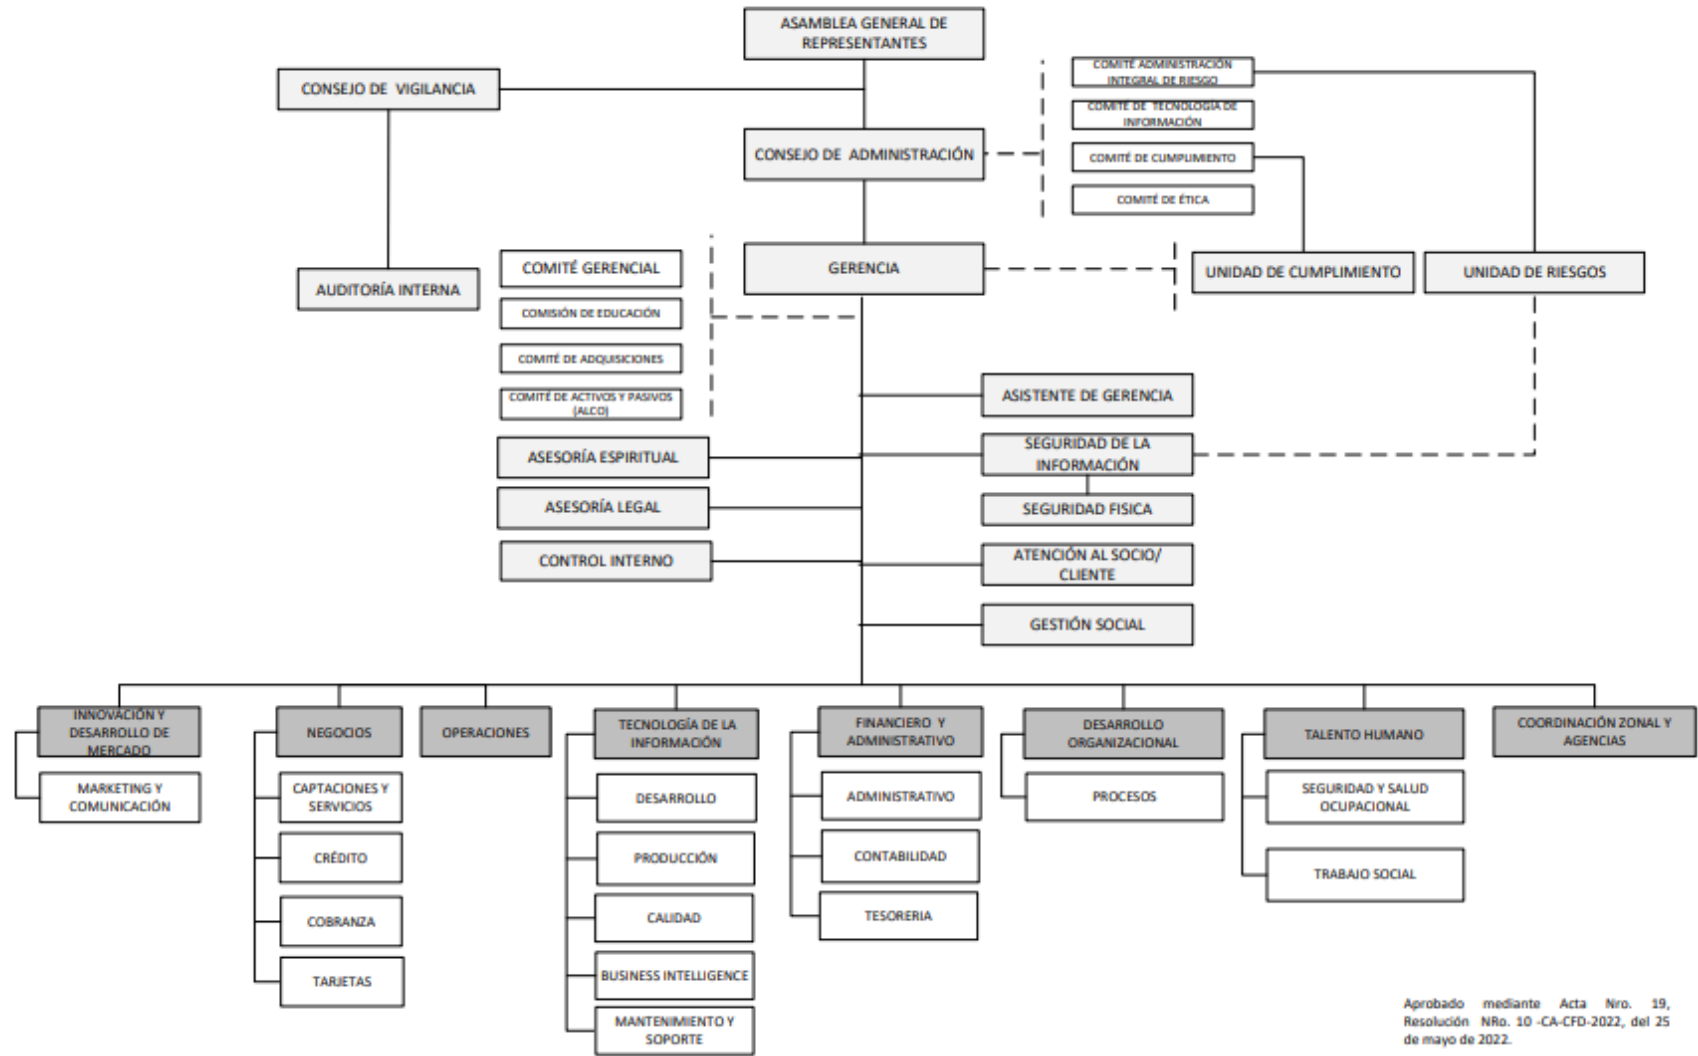 ASAMBLEA GENERAL DE
REPRESENTANTES
CONSEJO DE VIGILANCIA
COMITÉ ADMINISTRACIÓN
INTEGRAL DE RIESGO
COMITÉ DE TECNOLOGÍA DE
INFORMACIÓN
CONSEJO DE ADMINISTRACIÓN
COMITÉ DE CUMPLIMIENTO
COMITÉ DE ÉTICA
AUDITORÍA INTERNA
COMITÉ GERENCIAL
COMISIÓN DE EDUCACIÓN
COMITÉ DE ADQUISICIONES
COMITÉ DE ACTIVOS Y PASIVOS
(ALCO)
GERENCIA
UNIDAD DE CUMPLIMIENTO
UNIDAD DE RIESGOS
ASISTENTE DE GERENCIA
ASESORÍA ESPIRITUAL
SEGURIDAD DE LA
INFORMACIÓN
ASESORÍA LEGAL
SEGURIDAD FISICA
CONTROL INTERNO
ATENCIÓN AL SOCIO/
CLIENTE
GESTIÓN SOCIAL
INNOVACIÓN Y
DESARROLLO DE
MERCADO
MARKETING Y
COMUNICACIÓN
NEGOCIOS
CAPTACIONES Y
SERVICIOS
CRÉDITO
COBRANZA
TARJETAS
OPERACIONES
TECNOLOGÍA DE LA
INFORMACIÓN
DESARROLLO
PRODUCCIÓN
CALIDAD
BUSINESS INTELLIGENCE
MANTENIMIENTO Y
SOPORTE
FINANCIERO Y
ADMINISTRATIVO
ADMINISTRATIVO
CONTABILIDAD
TESORERIA
DESARROLLO
ORGANIZACIONAL
PROCESOS
TALENTO HUMANO
SEGURIDAD Y SALUD
OCUPACIONAL
TRABAJO SOCIAL
COORDINACIÓN ZONAL Y
AGENCIAS
Aprobado mediante Acta Nro. 19,
Resolución NRo. 10 -CA-CFD-2022, del 25
de mayo de 2022.